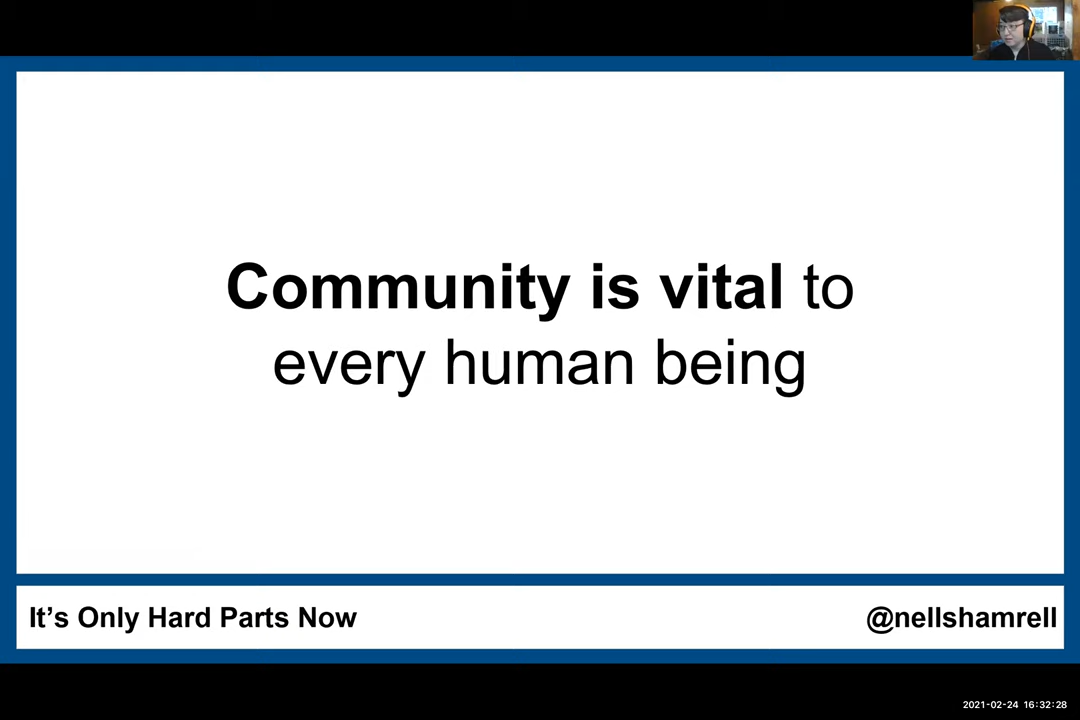 Community is vital to
every human being
It’s Only Hard Parts Now
@nellshamrell
2021-02-24 16:32:28